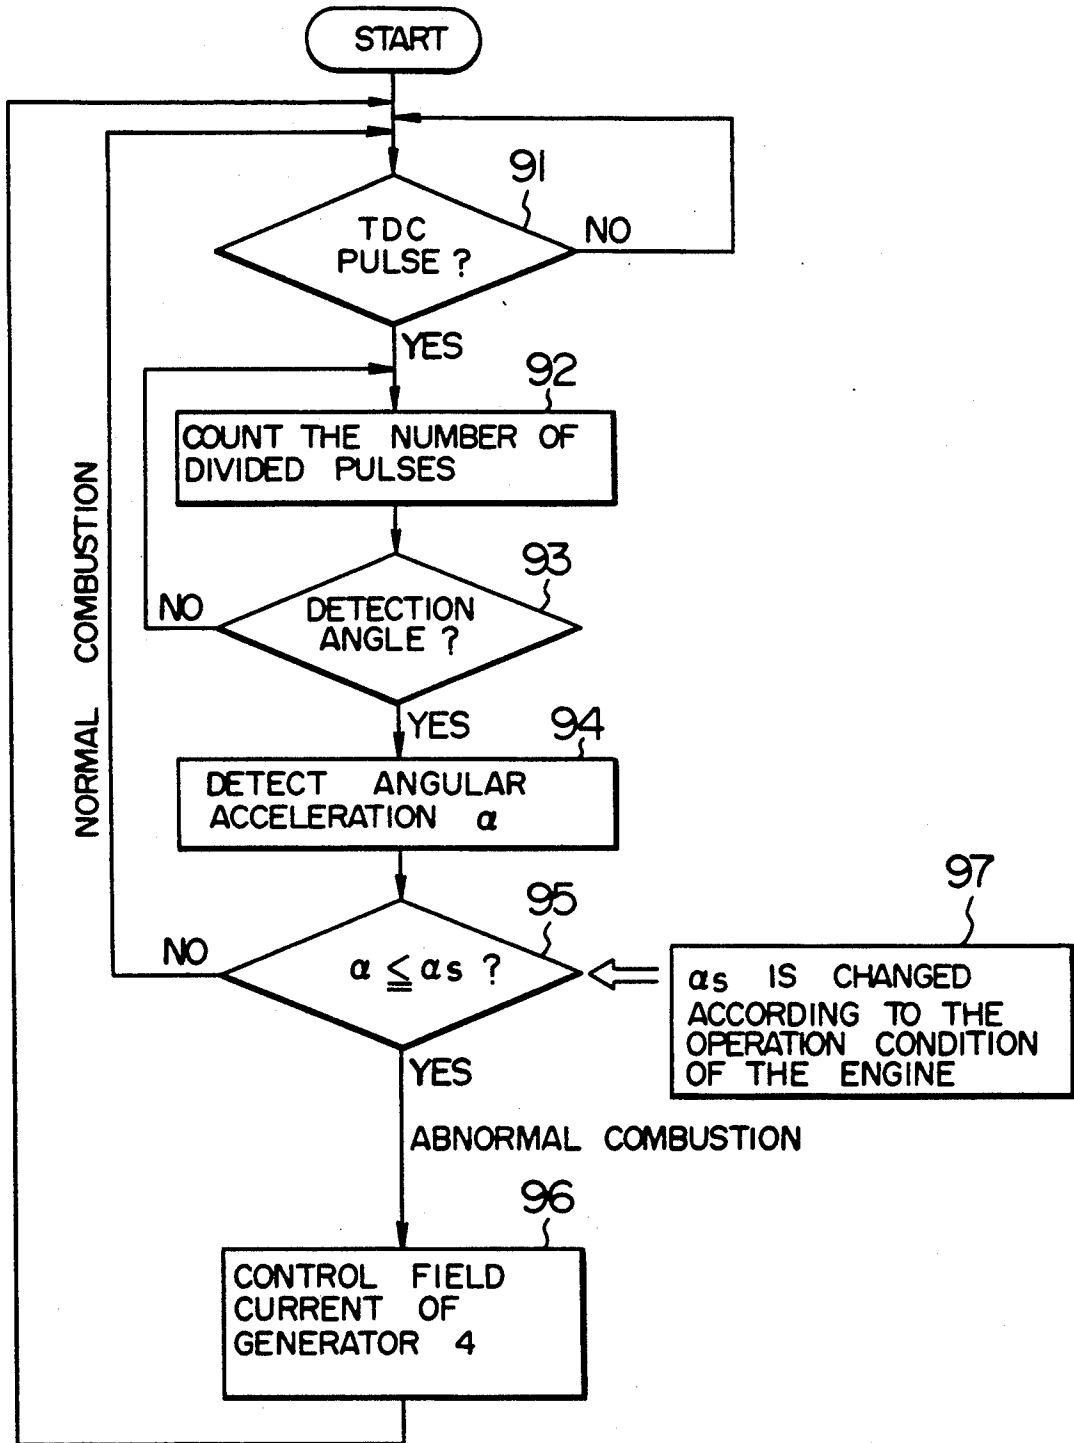 START
91
TDC
PULSE ?
NO
YES
92
COUNT THE NUMBER OF
DIVIDED PULSES
93
DETECTION
ANGLE ?
NO
YES
94
DETECT ANGULAR
ACCELERATION α
95
α ≦ αs ?
NO
NORMAL COMBUSTION
97
αs IS CHANGED
ACCORDING TO THE
OPERATION CONDITION
OF THE ENGINE
YES
ABNORMAL COMBUSTION
96
CONTROL FIELD
CURRENT OF
GENERATOR 4